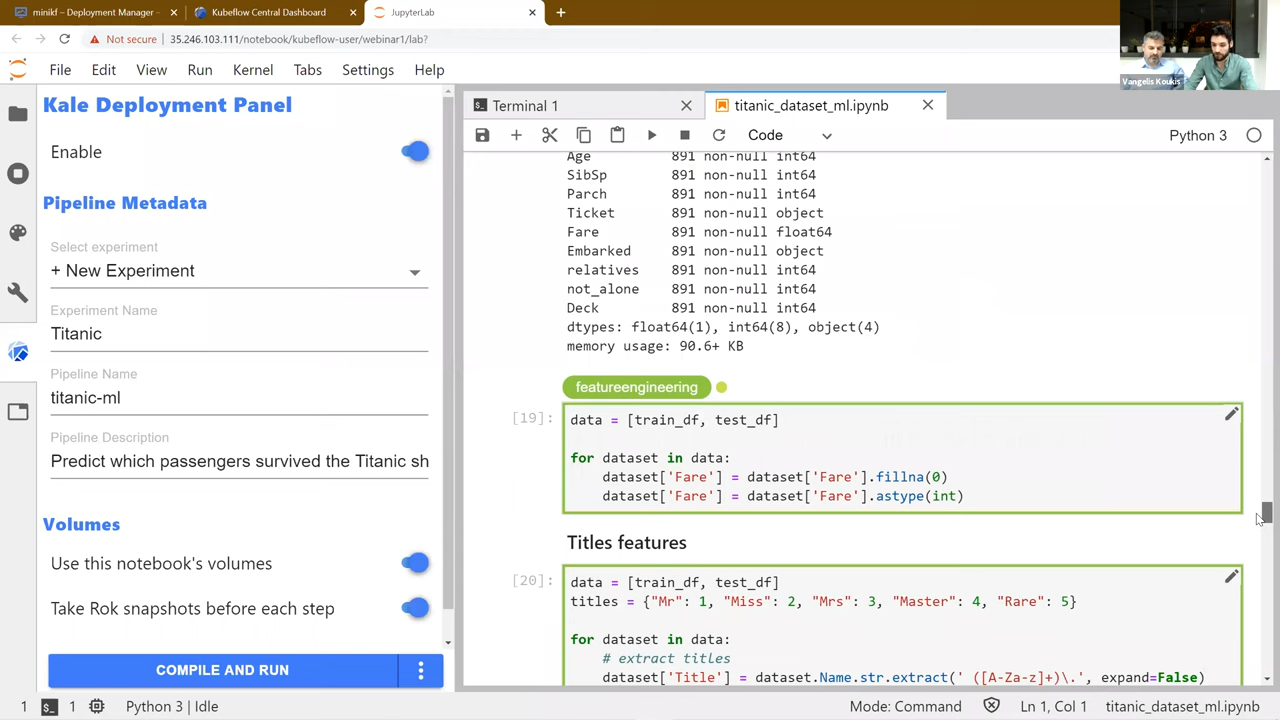 minikf – Deployment Manager -
Kubeflow Central Dashboard
JupyterLab
Not secure
35.246.103.111/notebook/kubeflow-user/webinar1/lab?
Vangelis Koukis
File Edit View Run Kernel Tabs Settings Help
Kale Deployment Panel
Enable
Pipeline Metadata
Select experiment
+ New Experiment
Experiment Name
Titanic
Pipeline Name
titanic-ml
Pipeline Description
Predict which passengers survived the Titanic sh
Volumes
Use this notebook's volumes
Take Rok snapshots before each step
COMPILE AND RUN
Terminal 1
titanic_dataset_ml.ipynb
Code
Python 3
Age 891 non-null int64
SibSp 891 non-null int64
Parch 891 non-null int64
Ticket 891 non-null object
Fare 891 non-null float64
Embarked 891 non-null object
relatives 891 non-null int64
not_alone 891 non-null int64
Deck 891 non-null int64
dtypes: float64(1), int64(8), object(4)
memory usage: 90.6+ KB
featureengineering
[19]: data = [train_df, test_df]
for dataset in data:
dataset['Fare'] = dataset['Fare'].fillna(0)
dataset['Fare'] = dataset['Fare'].astype(int)
Titles features
[20]: data = [train_df, test_df]
titles = {"Mr": 1, "Miss": 2, "Mrs": 3, "Master": 4, "Rare": 5}
for dataset in data:
# extract titles
dataset['Title'] = dataset.Name.str.extract(' ([A-Za-z]+)\.', expand=False)
1 1 Python 3 | Idle
Mode: Command
Ln 1, Col 1
titanic_dataset_ml.ipynb